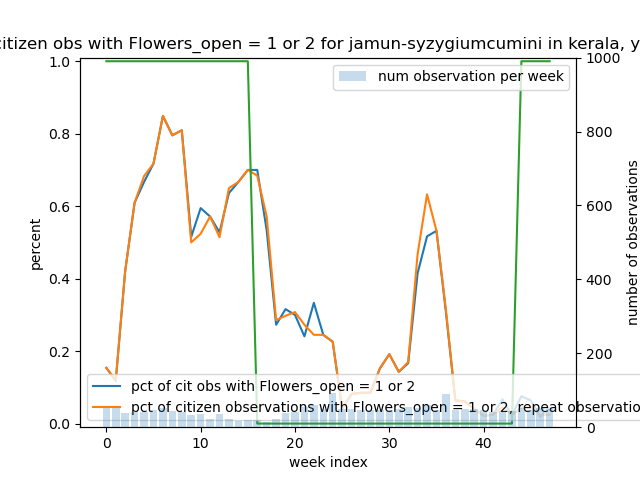 citizen obs with Flowers_open = 1 or 2 for jamun-syzygiumcumini in kerala, y
num observation per week
percent
number of observations
1.0
0.8
0.6
0.4
0.2
0.0
1000
800
600
400
200
0
pct of cit obs with Flowers_open = 1 or 2
pct of citizen observations with Flowers_open = 1 or 2, repeat observatio
0 10 20 30 40
week index